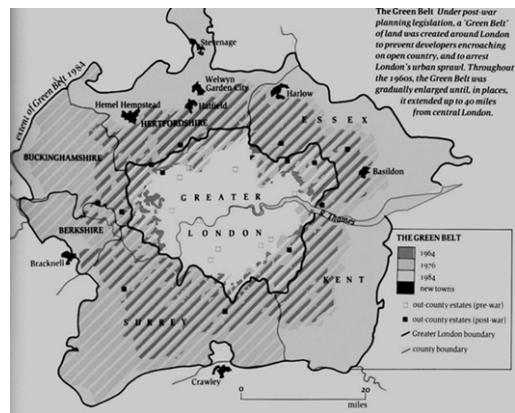 The Green Belt Under post-war
planning legislation, a 'Green Belt'
of land was created around London
to prevent developers encroaching
on open country, and to arrest
London's urban sprawl. Throughout
the 1960s, the Green Belt was
gradually enlarged until, in places,
it extended up to 40 miles
from central London.
extent of Green Belt 1984
Stevenage
Welwyn
Garden City
Hatfield
Harlow
Hemel Hempstead
HERTFORDSHIRE
ESSEX
BUCKINGHAMSHIRE
Basildon
GREATER
LONDON
R. Thames
BERKSHIRE
Bracknell
KENT
SURREY
Crawley
THE GREEN BELT
1964
1976
1984
new towns
out-county estates (pre-war)
out-county estates (post-war)
Greater London boundary
county boundary
0 20
miles